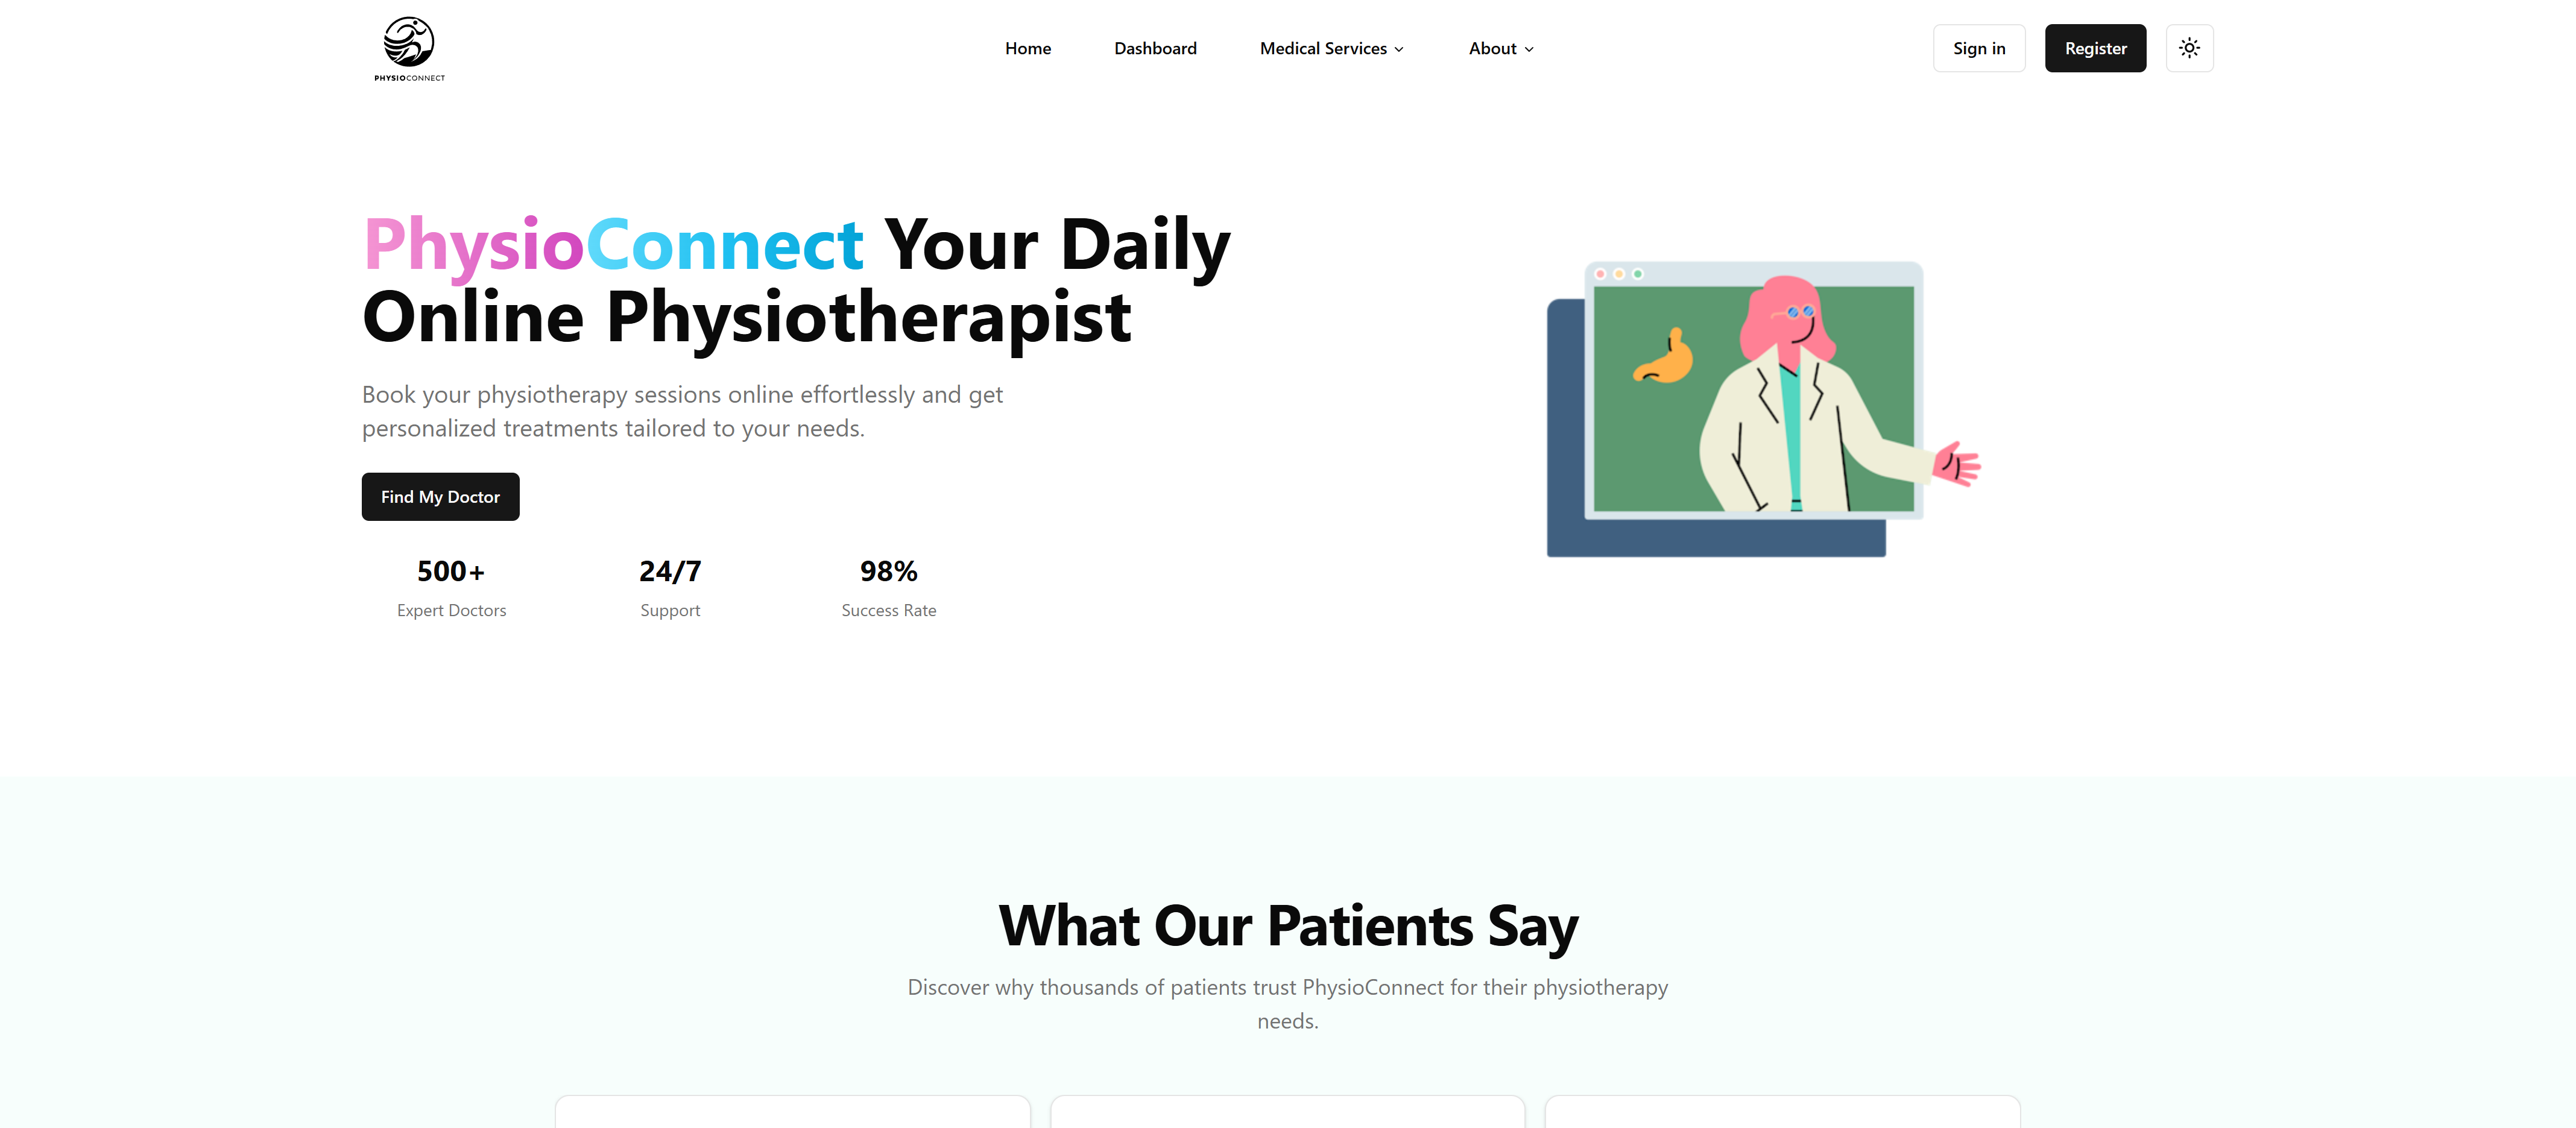 PHYSIOCONNECT
Home
Dashboard
Medical Services
About
Sign in
Register
PhysioConnect Your Daily
Online Physiotherapist
Book your physiotherapy sessions online effortlessly and get
personalized treatments tailored to your needs.
Find My Doctor
500+
Expert Doctors
24/7
Support
98%
Success Rate
What Our Patients Say
Discover why thousands of patients trust PhysioConnect for their physiotherapy
needs.